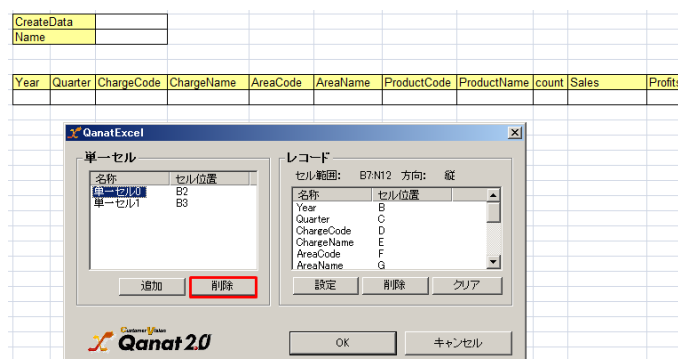 CreateData
Name
Year Quarter ChargeCode ChargeName AreaCode AreaName ProductCode ProductName count Sales Profits
QanatExcel
単一セル
名称 セル位置
単一セル0 B2
単一セル1 B3
追加 削除
レコード
セル範囲: B7:N12 方向: 縦
名称 セル位置
Year B
Quarter C
ChargeCode D
ChargeName E
AreaCode F
AreaName G
設定 削除 クリア
Customer Vision
Qanat 2.0
OK キャンセル